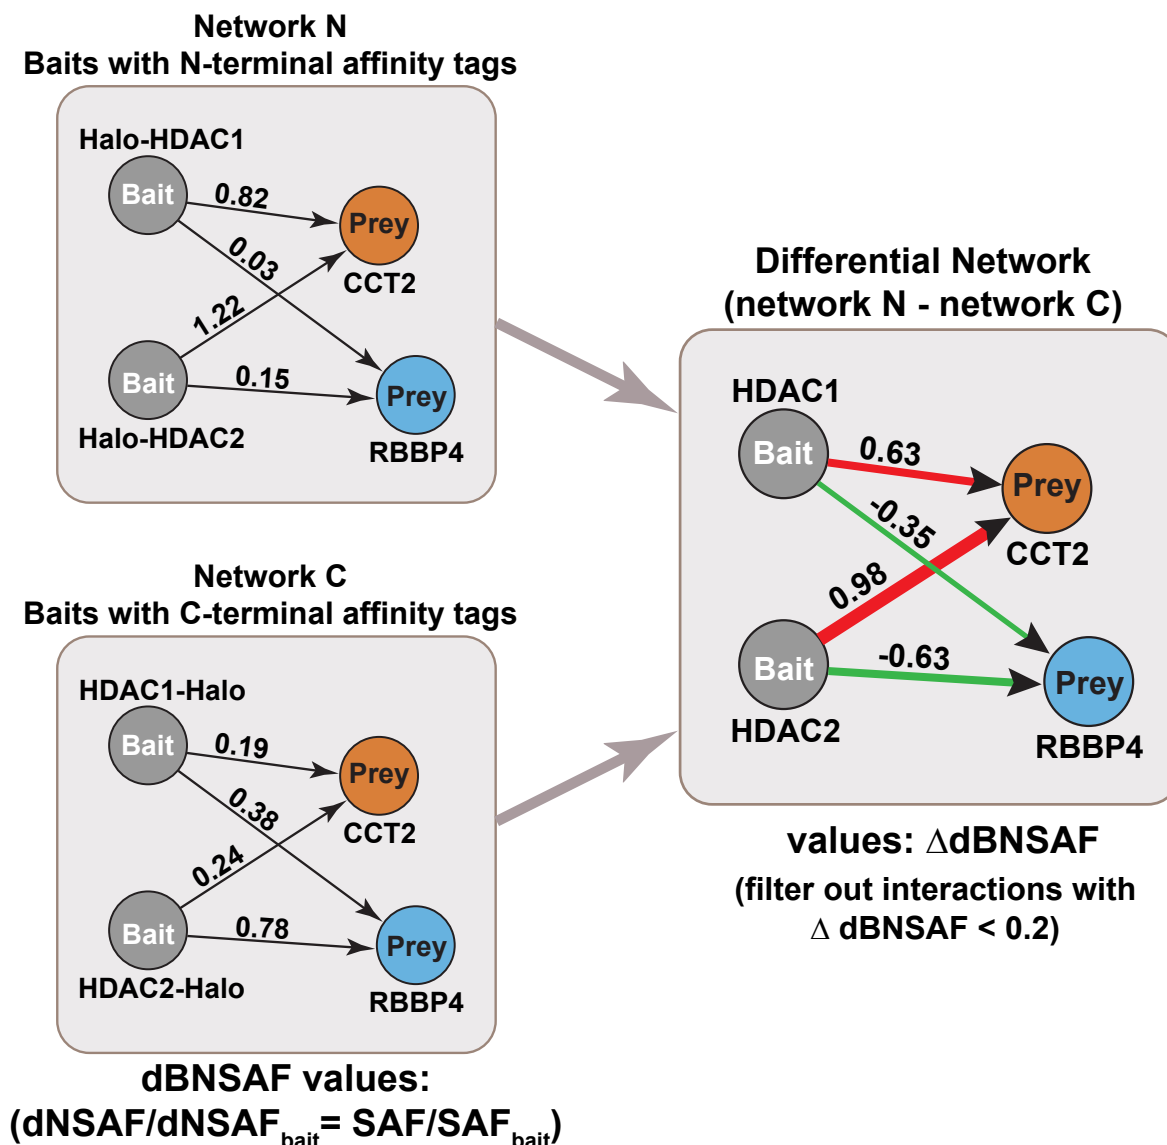 Network N
Baits with N-terminal affinity tags
Halo-HDAC1
Bait
0.82
Prey
0.03
CCT2
1.22
Bait
0.15
Prey
Halo-HDAC2
RBBP4
Network C
Baits with C-terminal affinity tags
HDAC1-Halo
Bait
0.19
Prey
0.38
CCT2
0.24
Bait
0.78
Prey
HDAC2-Halo
RBBP4
dBNSAF values:
(dNSAF/dNSAFbait= SAF/SAFbait)
Differential Network
(network N - network C)
HDAC1
Bait
0.63
Prey
-0.35
CCT2
0.98
Bait
-0.63
Prey
HDAC2
RBBP4
values: ΔdBNSAF
(filter out interactions with
Δ dBNSAF < 0.2)